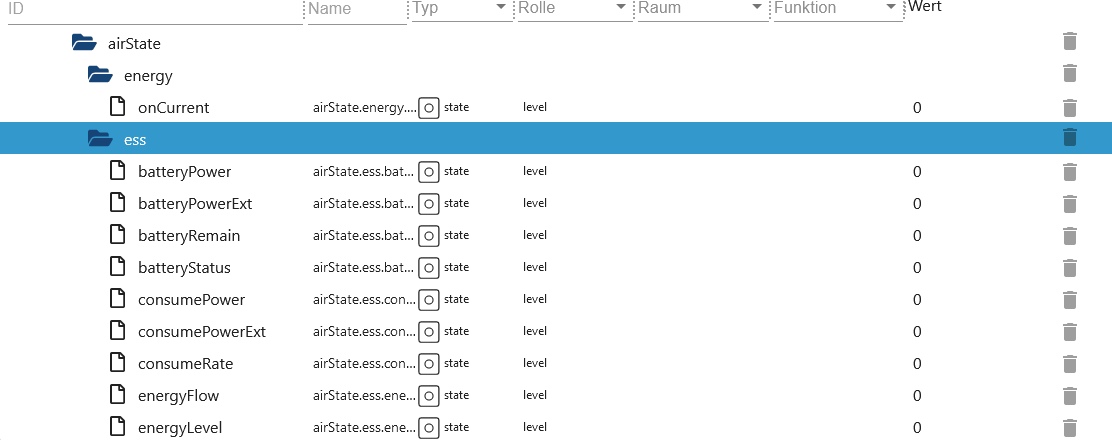 ID Name Typ Rolle Raum Funktion Wert
airState
energy
onCurrent airState.energy.... state level 0
ess
batteryPower airState.ess.bat... state level 0
batteryPowerExt airState.ess.bat... state level 0
batteryRemain airState.ess.bat... state level 0
batteryStatus airState.ess.bat... state level 0
consumePower airState.ess.con... state level 0
consumePowerExt airState.ess.con... state level 0
consumeRate airState.ess.con... state level 0
energyFlow airState.ess.ene... state level 0
energyLevel airState.ess.ene... state level 0